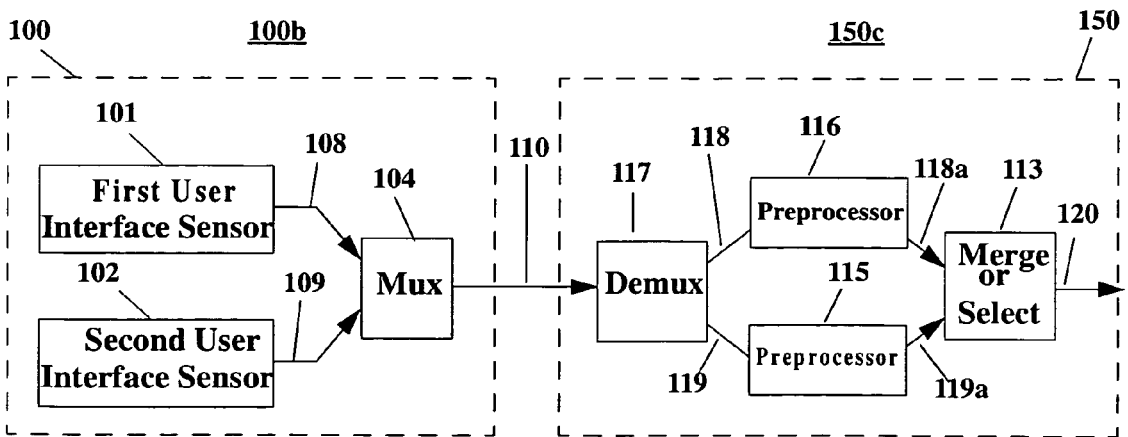 100
100b
150c
150
101
108
First User
Interface Sensor
104
Mux
102
109
Second User
Interface Sensor
110
117
Demux
118
116
Preprocessor
118a
113
Merge
or
Select
120
115
Preprocessor
119
119a